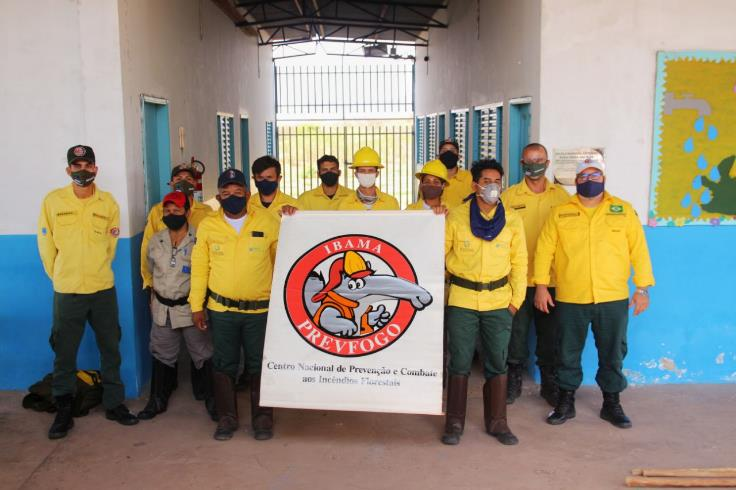 IBAMA
PREVFOGO
Centro Nacional de Prevenção e Combate
aos Incêndios Florestais